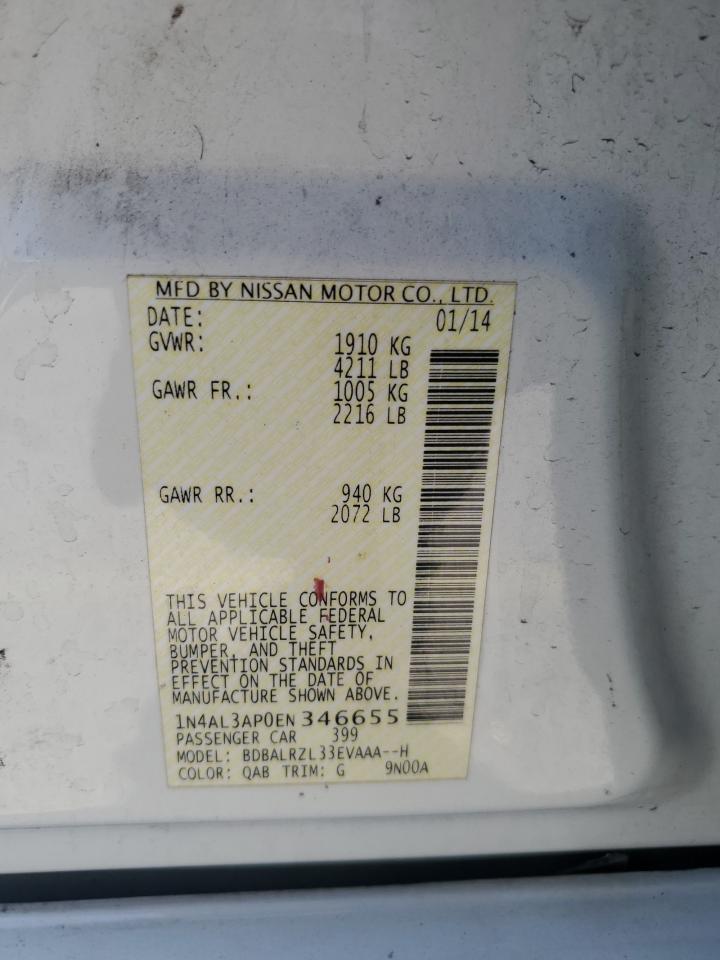 MFD BY NISSAN MOTOR CO., LTD.
DATE: 01/14
GVWR: 1910 KG
4211 LB
GAWR FR.: 1005 KG
2216 LB
GAWR RR.: 940 KG
2072 LB
THIS VEHICLE CONFORMS TO
ALL APPLICABLE FEDERAL
MOTOR VEHICLE SAFETY,
BUMPER, AND THEFT
PREVENTION STANDARDS IN
EFFECT ON THE DATE OF
MANUFACTURE SHOWN ABOVE.
1N4AL3AP0EN 346655
PASSENGER CAR 399
MODEL: BDBALRZL33EVAAA--H
COLOR: QAB TRIM: G 9N00A